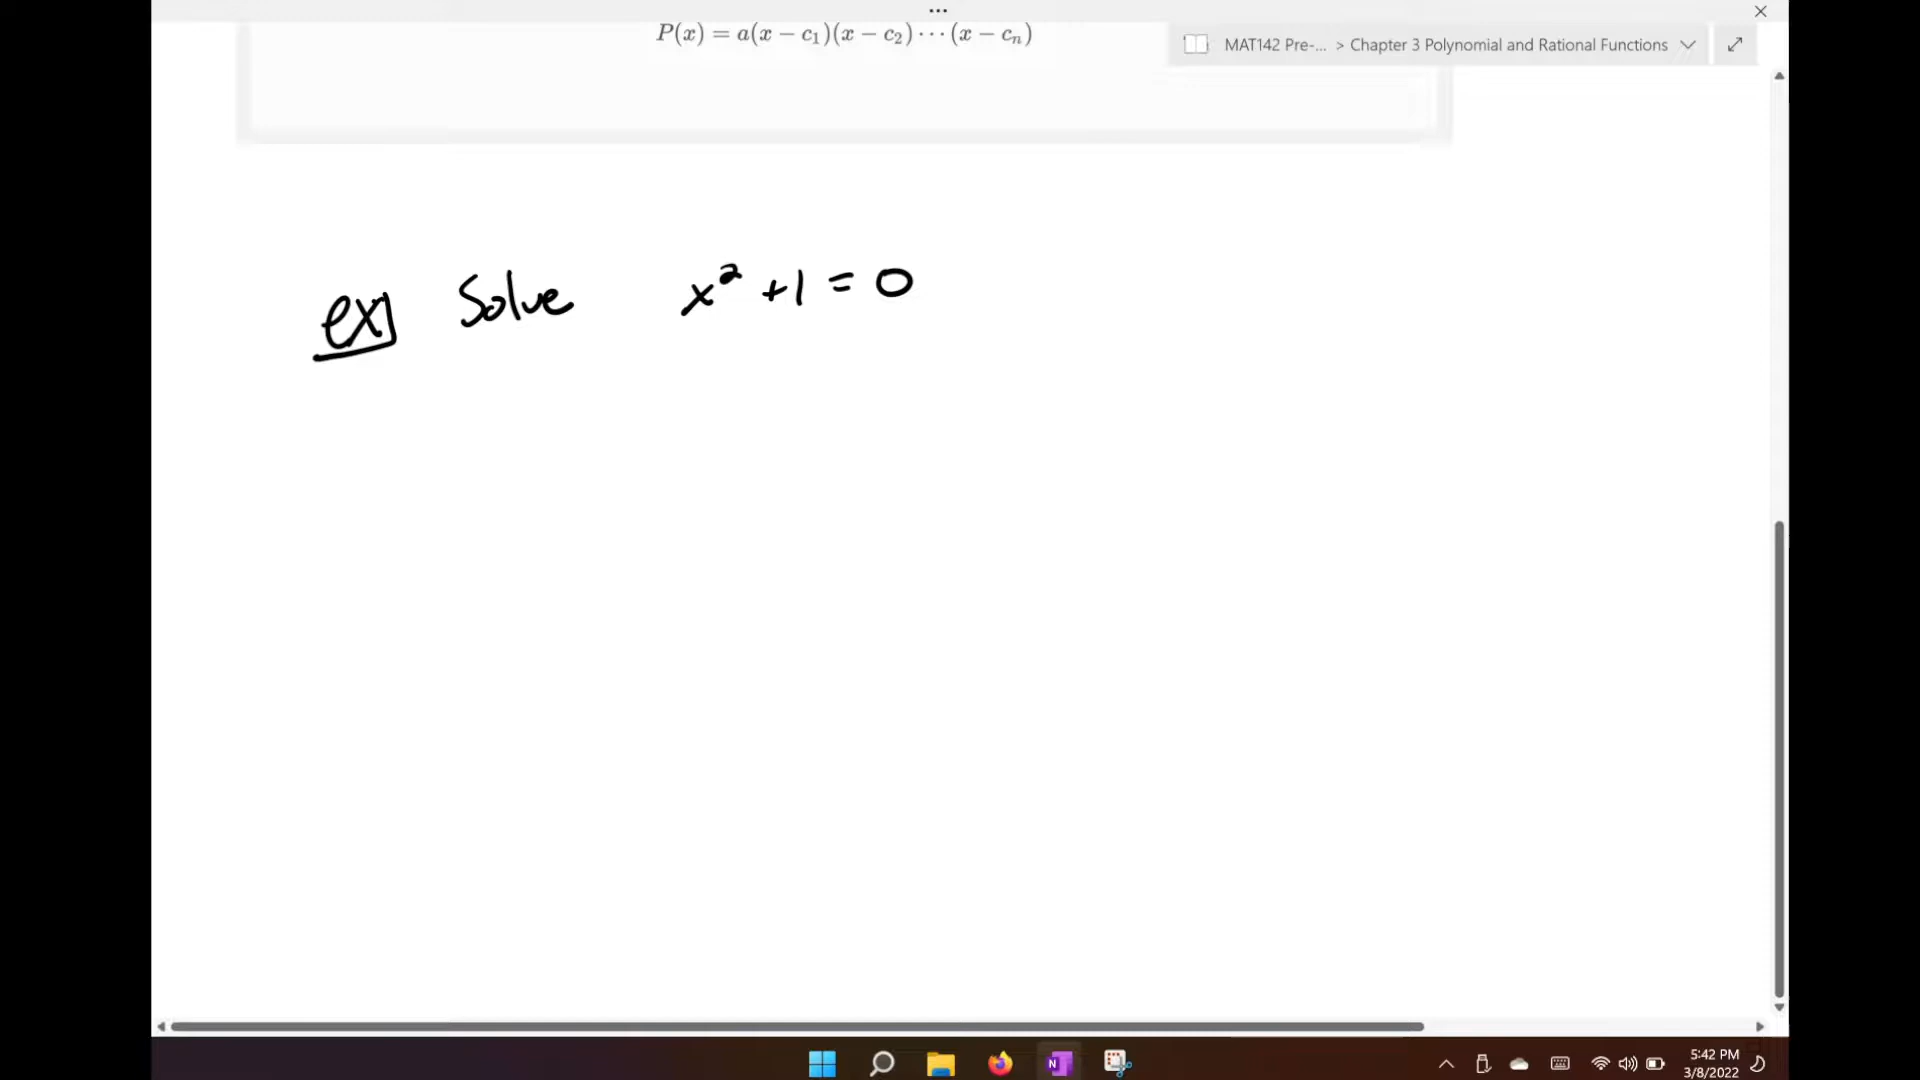 ...
P(x) = a(x − c₁)(x − c₂) ⋯ (x − cₙ)
MAT142 Pre-... > Chapter 3 Polynomial and Rational Functions
ex] Solve x² + 1 = 0
5:42 PM
3/8/2022